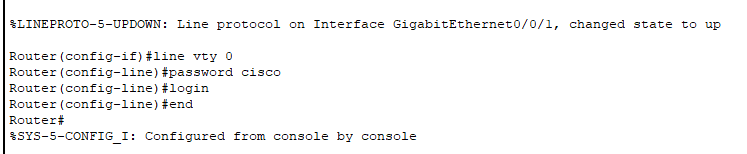 %LINEPROTO-5-UPDOWN: Line protocol on Interface GigabitEthernet0/0/1, changed state to up
Router(config-if)#line vty 0
Router(config-line)#password cisco
Router(config-line)#login
Router(config-line)#end
Router#
%SYS-5-CONFIG_I: Configured from console by console